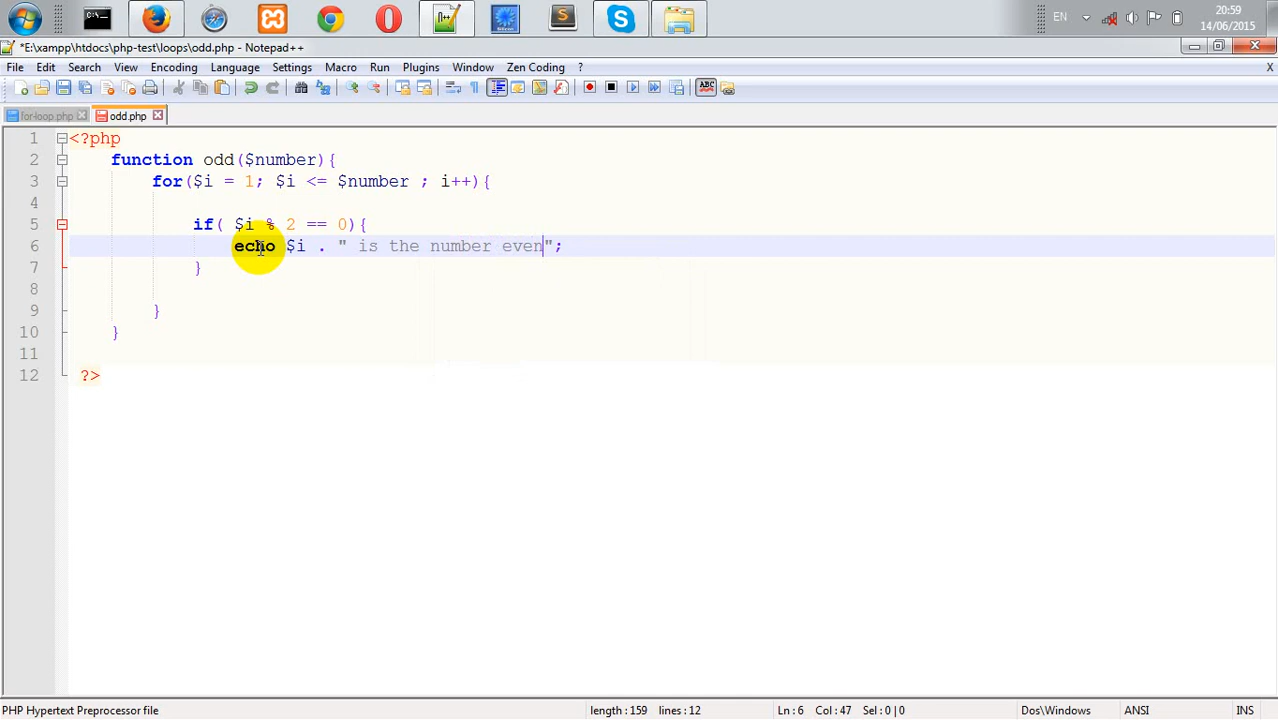 20:59
EN
14/06/2015
*E:\xampp\htdocs\php-test\loops\odd.php - Notepad++
File Edit Search View Encoding Language Settings Macro Run Plugins Window Zen Coding ? X
for-loop.php odd.php
1 <?php
2 function odd($number){
3 for($i = 1; $i <= $number ; i++){
4
5 if( $i % 2 == 0){
6 echo $i . " is the number even";
7 }
8
9 }
10 }
11
12 ?>
PHP Hypertext Preprocessor file length : 159 lines : 12 Ln : 6 Col : 47 Sel : 0 | 0 Dos\Windows ANSI INS